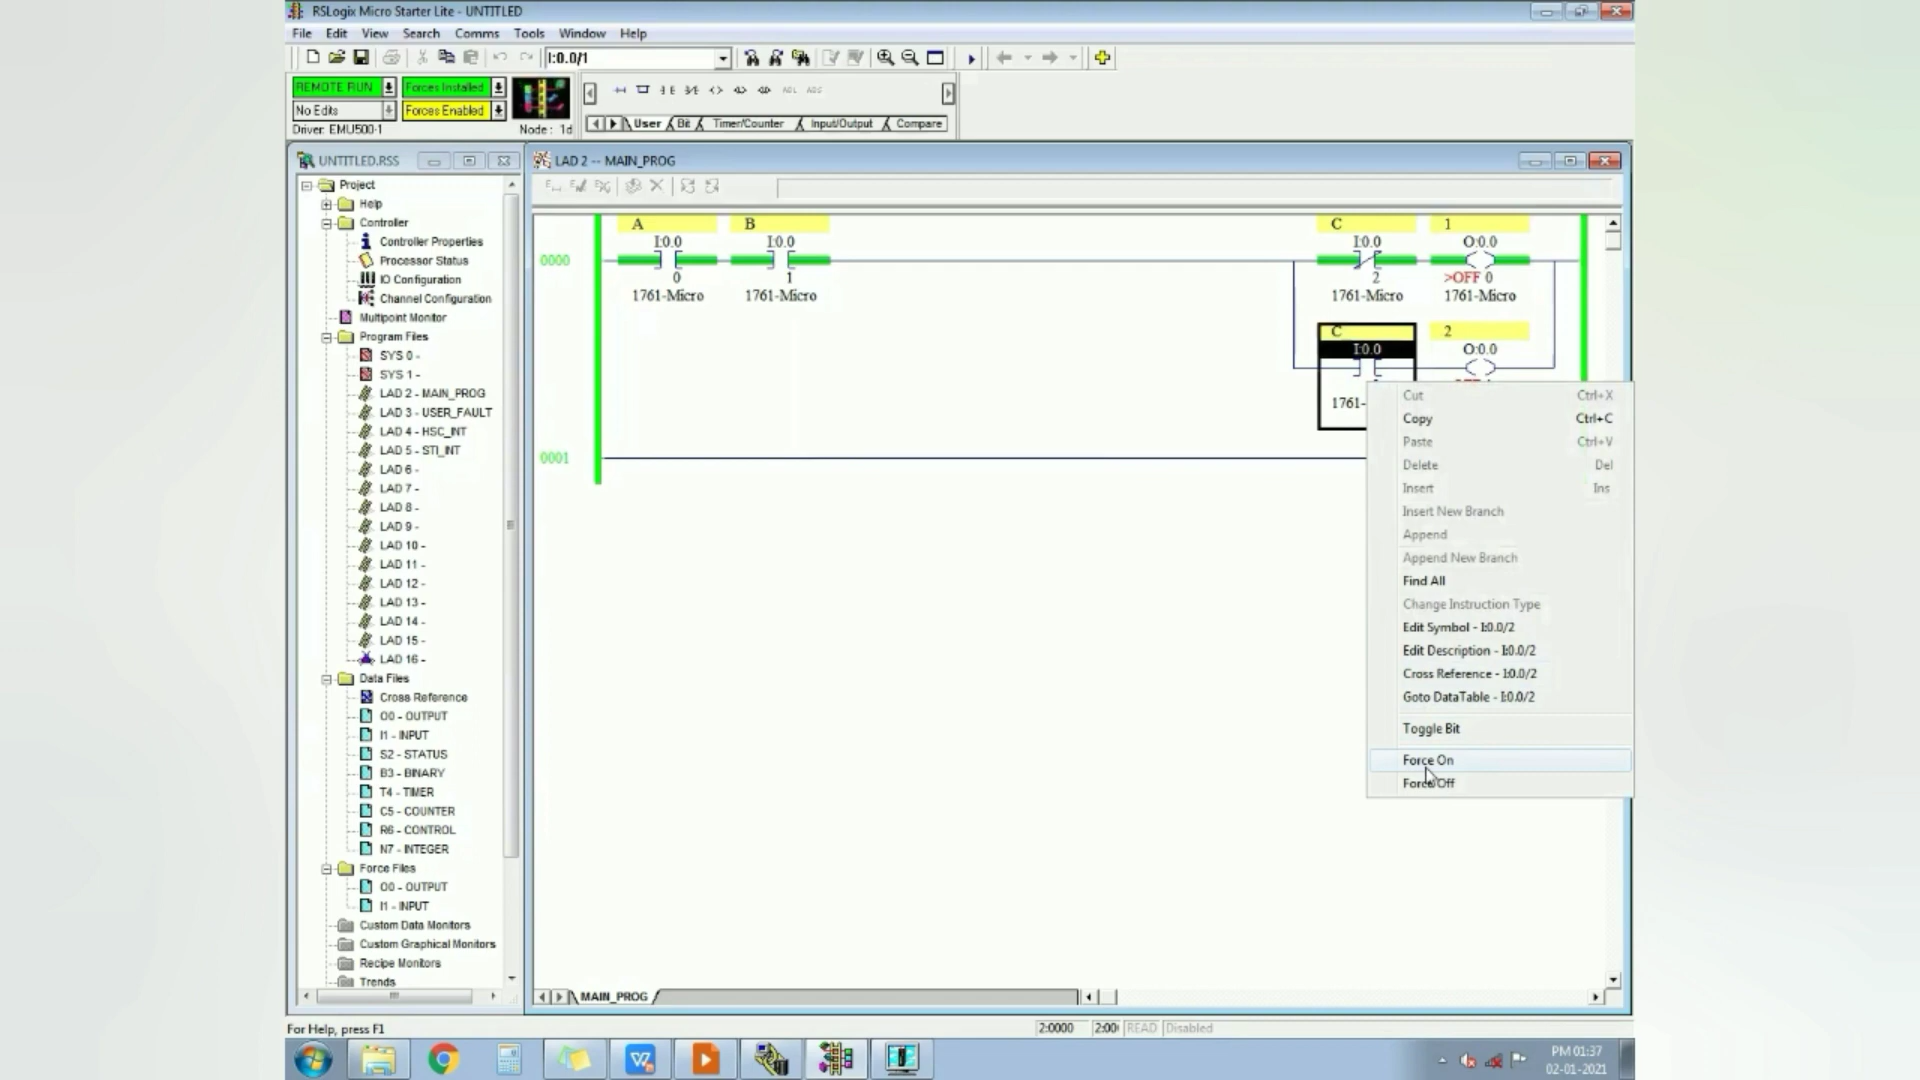 RSLogix Micro Starter Lite - UNTITLED
File Edit View Search Comms Tools Window Help
I:0.0/1
REMOTE RUN Forces Installed
No Edits Forces Enabled
Driver: EMU500-1 Node: 1d
User Bit Timer/Counter Input/Output Compare
UNTITLED.RSS
Project
Help
Controller
Controller Properties
Processor Status
IO Configuration
Channel Configuration
Multipoint Monitor
Program Files
SYS 0 -
SYS 1 -
LAD 2 - MAIN_PROG
LAD 3 - USER_FAULT
LAD 4 - HSC_INT
LAD 5 - STI_INT
LAD 6 -
LAD 7 -
LAD 8 -
LAD 9 -
LAD 10 -
LAD 11 -
LAD 12 -
LAD 13 -
LAD 14 -
LAD 15 -
LAD 16 -
Data Files
Cross Reference
O0 - OUTPUT
I1 - INPUT
S2 - STATUS
B3 - BINARY
T4 - TIMER
C5 - COUNTER
R6 - CONTROL
N7 - INTEGER
Force Files
O0 - OUTPUT
I1 - INPUT
Custom Data Monitors
Custom Graphical Monitors
Recipe Monitors
Trends
LAD 2 -- MAIN_PROG
A B C 1
I:0.0 I:0.0 I:0.0 O:0.0
0000
0 1 2 >OFF 0
1761-Micro 1761-Micro 1761-Micro 1761-Micro
C 2
I:0.0 O:0.0
1761-
0001
Cut Ctrl+X
Copy Ctrl+C
Paste Ctrl+V
Delete Del
Insert Ins
Insert New Branch
Append
Append New Branch
Find All
Change Instruction Type
Edit Symbol - I:0.0/2
Edit Description - I:0.0/2
Cross Reference - I:0.0/2
Goto DataTable - I:0.0/2
Toggle Bit
Force On
Force Off
MAIN_PROG
For Help, press F1
2:0000 2:00 READ Disabled
PM 01:37
02-01-2021